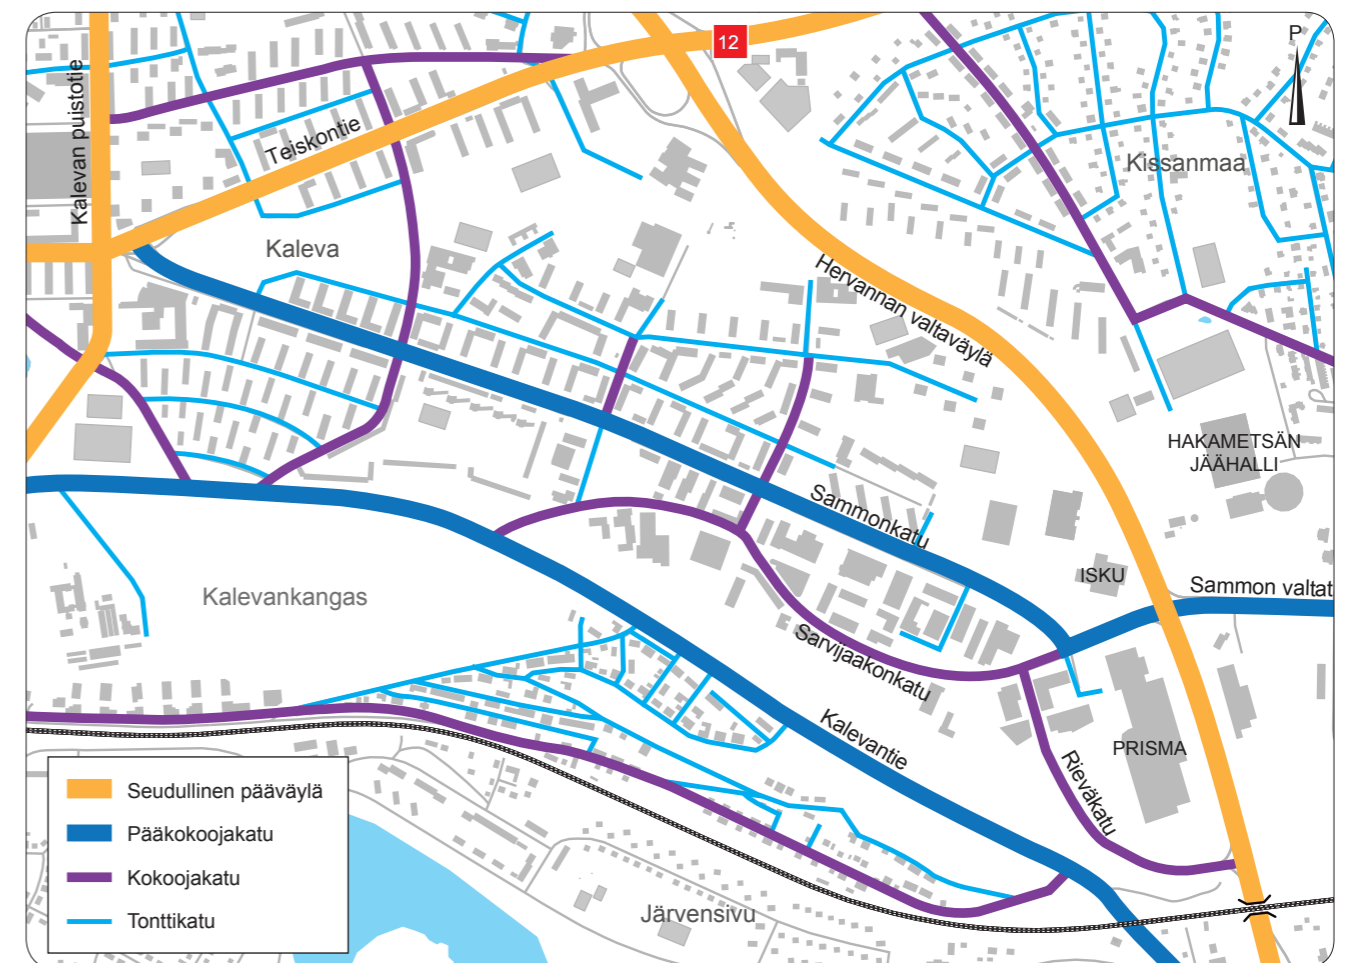 12
P
Kalevan puistotie
Teiskontie
Kissanmaa
Kaleva
Hervannan valtaväylä
HAKAMETSÄN
JÄÄHALLI
Sammonkatu
ISKU
Sammon valtat
Kalevankangas
Sarvijaakonkatu
Kalevantie
PRISMA
Rieväkatu
Järvensivu
Seudullinen pääväylä
Pääkokoojakatu
Kokoojakatu
Tonttikatu